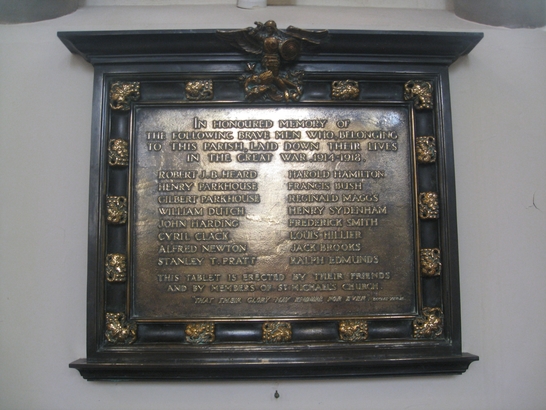 IN HONOURED MEMORY OF
THE FOLLOWING BRAVE MEN WHO, BELONGING
TO THIS PARISH, LAID DOWN THEIR LIVES
IN THE GREAT WAR 1914-1918.
ROBERT J. B. HEARD
HENRY PARKHOUSE
GILBERT PARKHOUSE
WILLIAM DUTCH
JOHN HARDING
CYRIL CLACK
ALFRED NEWTON
STANLEY T. PRATT
HAROLD HAMILTON
FRANCIS BUSH
REGINALD MAGGS
HENRY SYDENHAM
FREDERICK SMITH
LOUIS HILLIER
JACK BROOKS
RALPH EDMUNDS
THIS TABLET IS ERECTED BY THEIR FRIENDS
AND BY MEMBERS OF ST MICHAEL'S CHURCH.
THAT THEIR GLORY MAY ENDURE FOR EVER